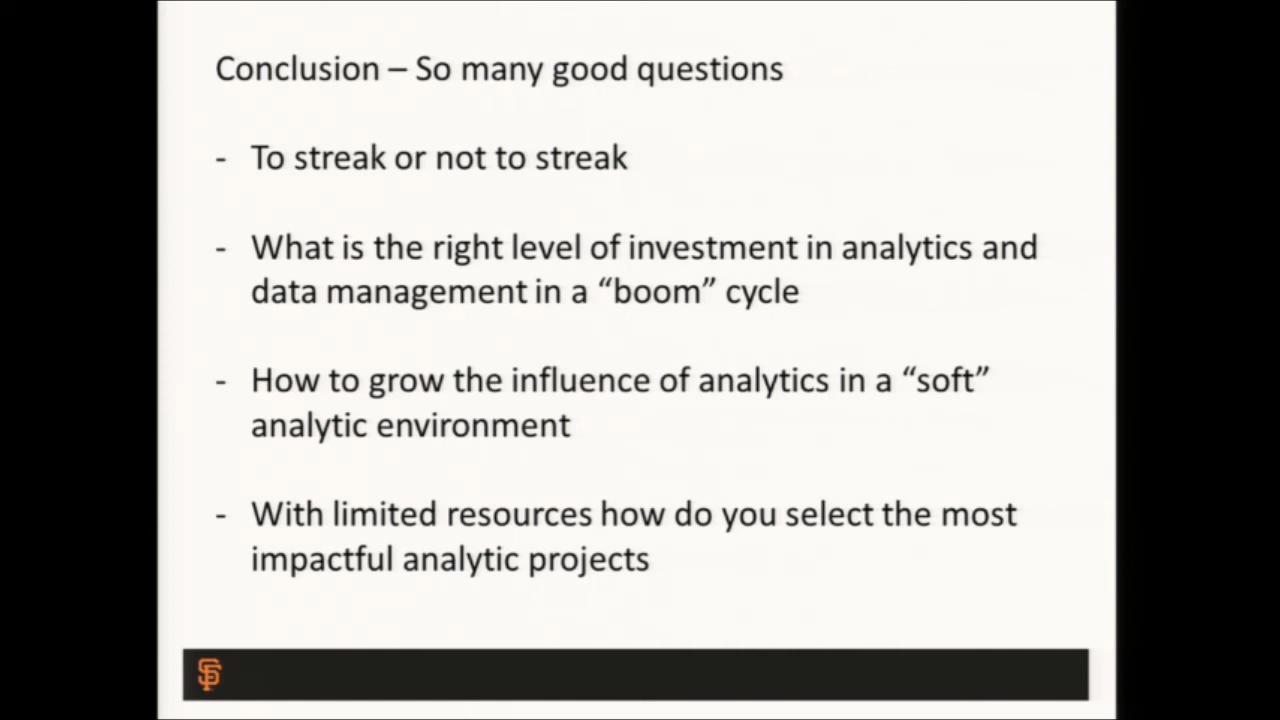 Conclusion – So many good questions
- To streak or not to streak
- What is the right level of investment in analytics and
data management in a “boom” cycle
- How to grow the influence of analytics in a “soft”
analytic environment
- With limited resources how do you select the most
impactful analytic projects
SF